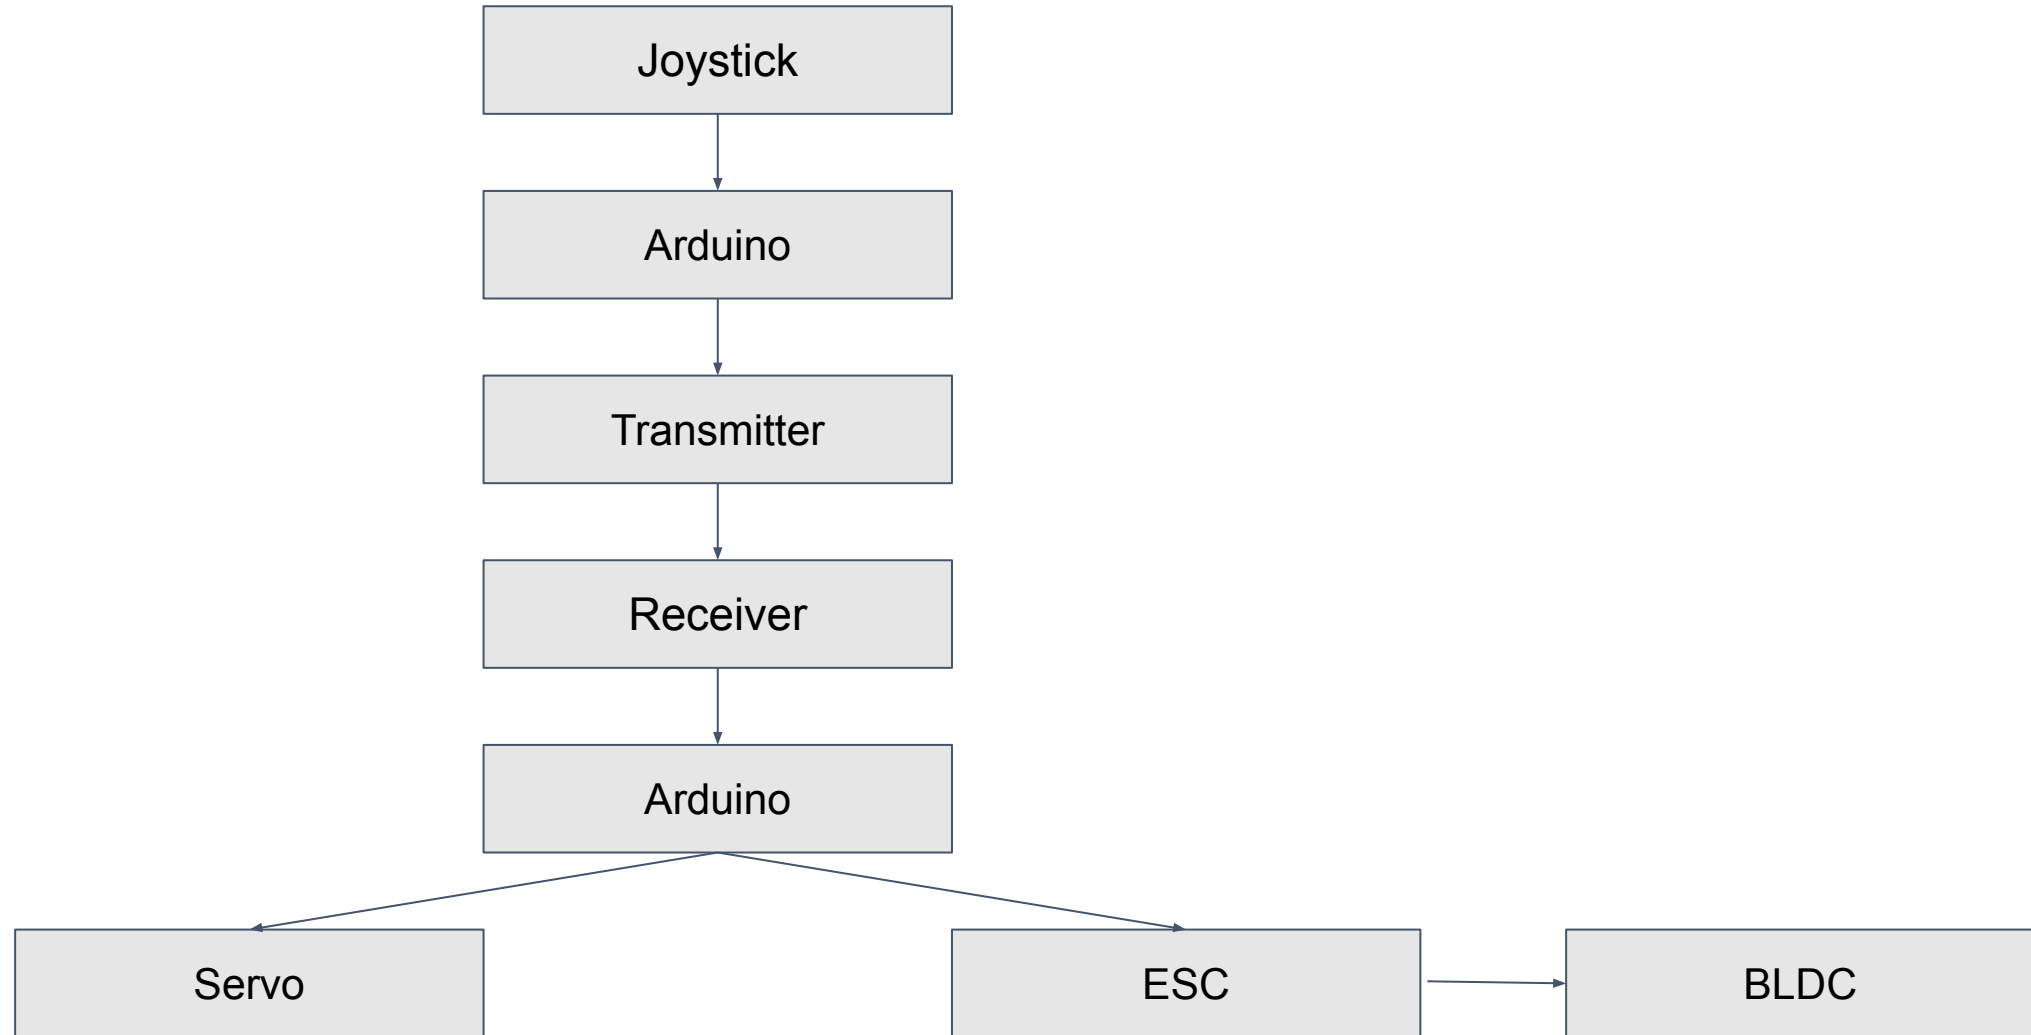 Joystick
Arduino
Transmitter
Receiver
Arduino
Servo
ESC
BLDC